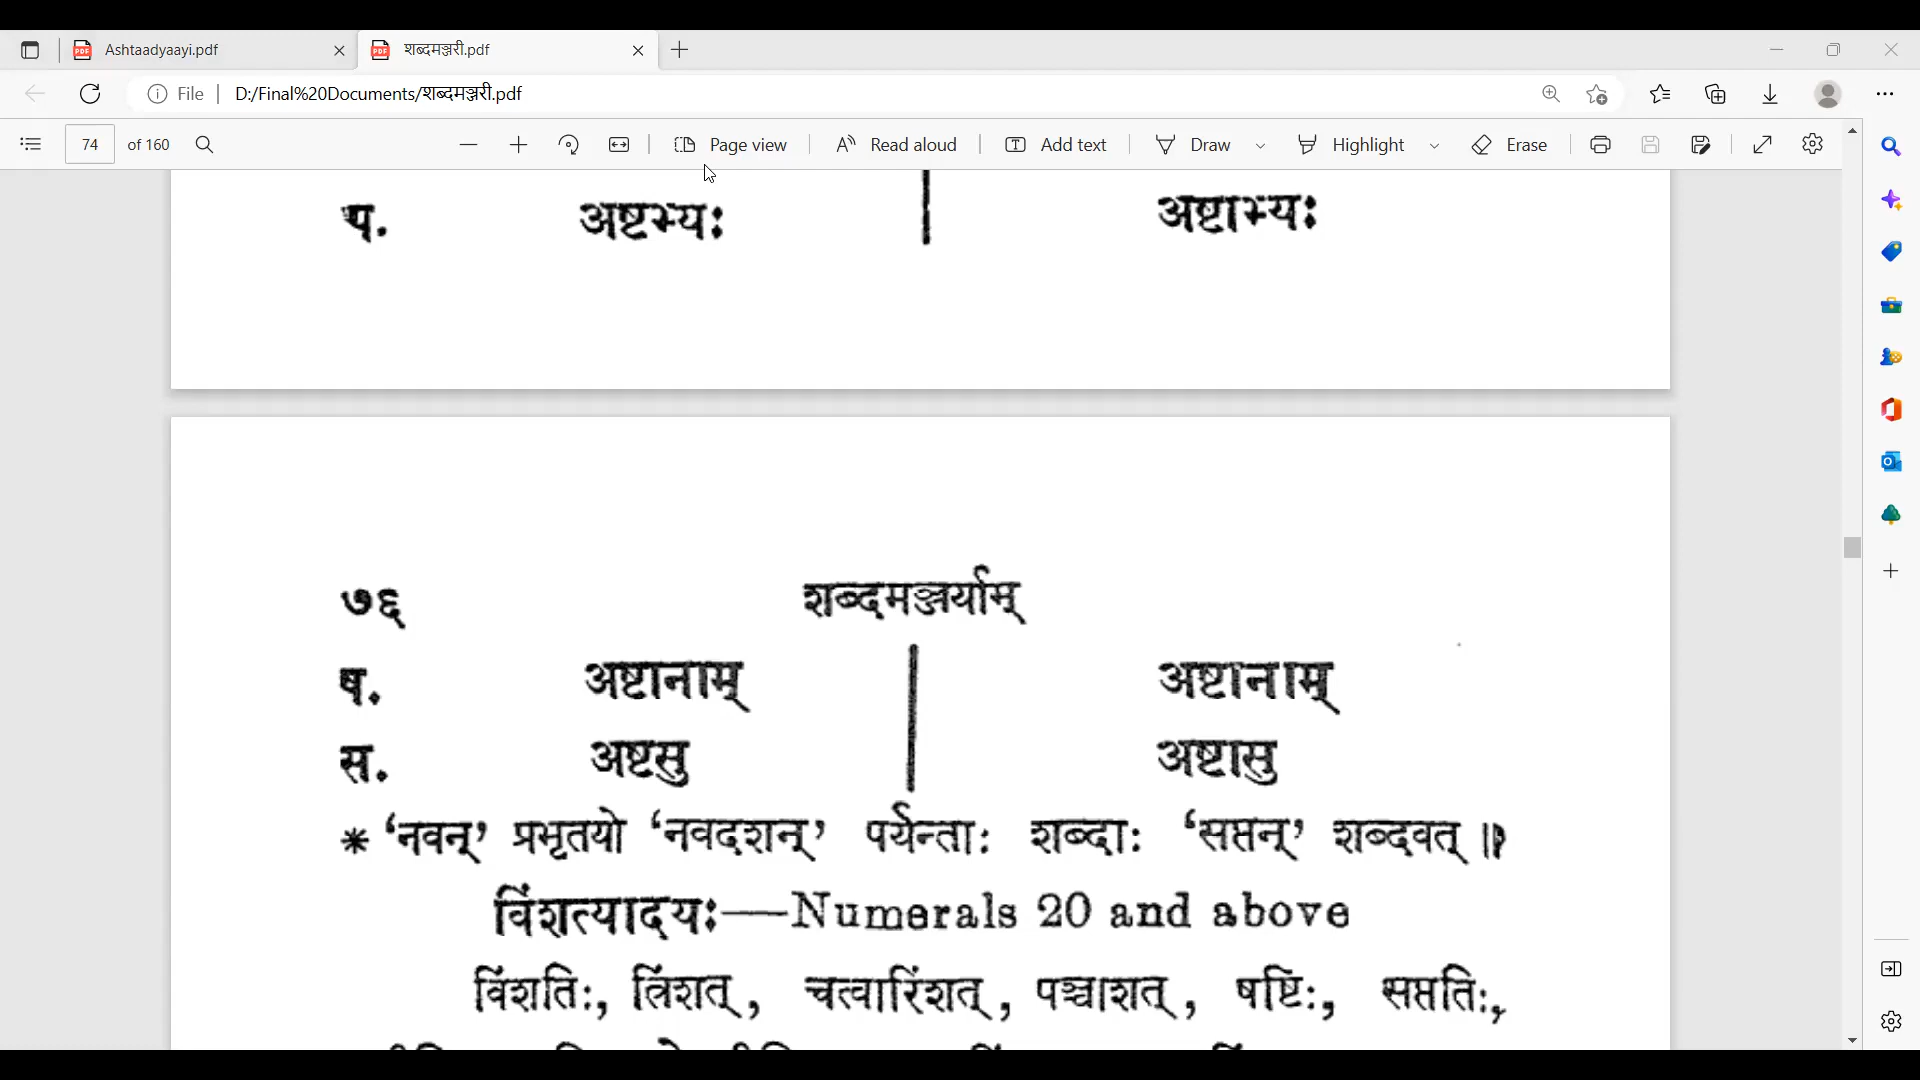 Ashtaadyaayi.pdf
शब्दमञ्जरी.pdf
File D:/Final%20Documents/शब्दमञ्जरी.pdf
74 of 160 Page view Read aloud Add text Draw Highlight Erase
प. अष्टभ्यः अष्टाभ्यः
७६ शब्दमञ्जर्याम्
ष. अष्टानाम् अष्टानाम्
स. अष्टसु अष्टासु
* ‘नवन्’ प्रभृतयो ‘नवदशन्’ पर्यन्ताः शब्दाः ‘सप्तन्’ शब्दवत् ॥
विंशत्यादयः—Numerals 20 and above
विंशतिः, त्रिंशत्, चत्वारिंशत्, पञ्चाशत्, षष्टिः, सप्ततिः,